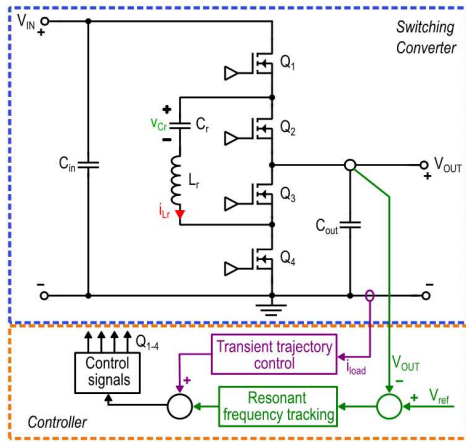 V_IN
+
Switching
Converter
Q_1
+
v_Cr
C_r
Q_2
−
C_in
L_r
V_OUT
+
Q_3
i_Lr
C_out
Q_4
−
−
Q_1-4
Transient trajectory
control
i_load
V_OUT
Control
signals
+
−
Resonant
frequency tracking
+
V_ref
Controller